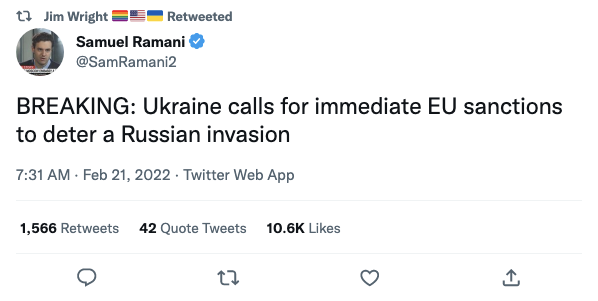 Jim Wright 🏳️‍🌈🇺🇸🇺🇦 Retweeted
Samuel Ramani
@SamRamani2
BREAKING: Ukraine calls for immediate EU sanctions
to deter a Russian invasion
7:31 AM · Feb 21, 2022 · Twitter Web App
1,566 Retweets 42 Quote Tweets 10.6K Likes